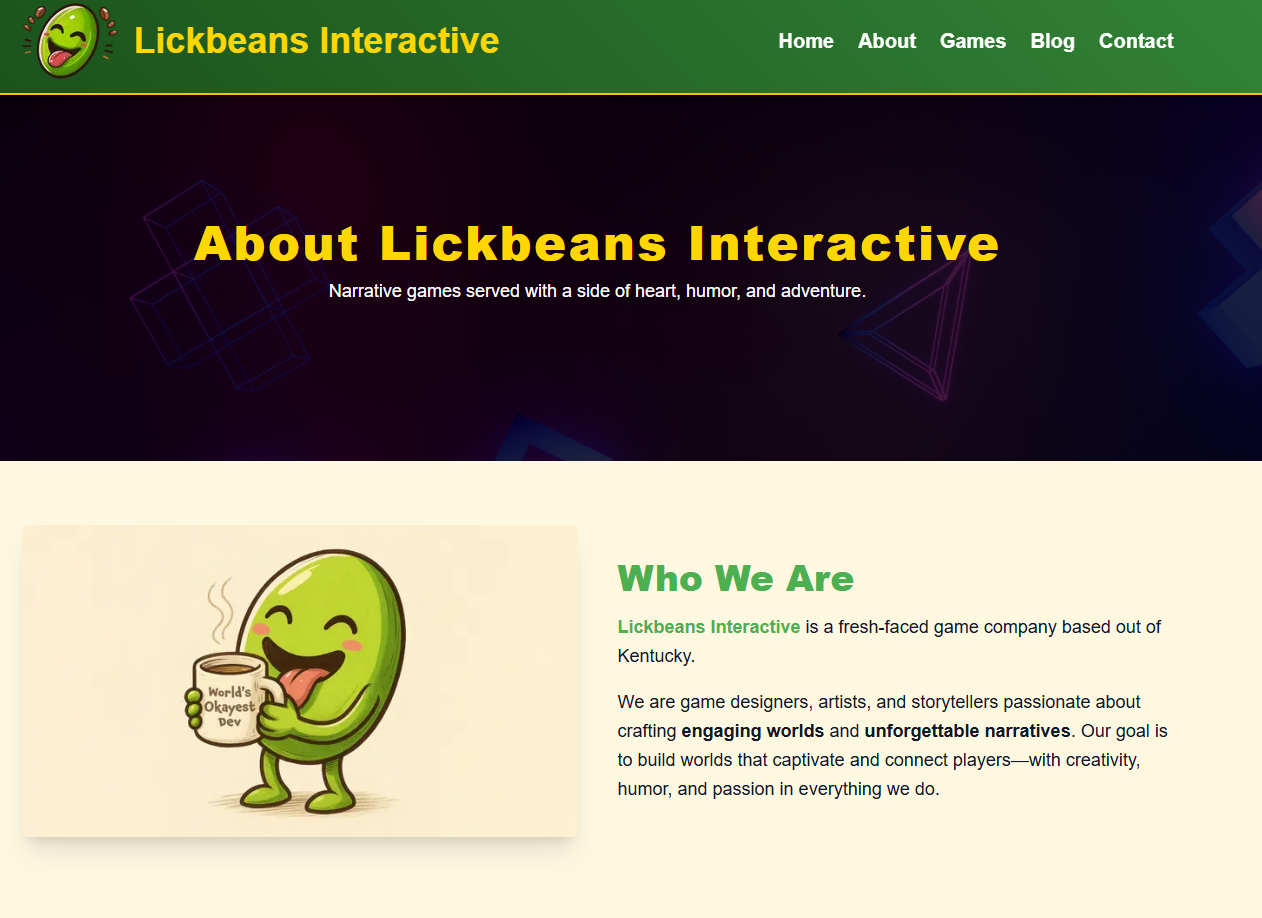 Lickbeans Interactive
Home About Games Blog Contact
About Lickbeans Interactive
Narrative games served with a side of heart, humor, and adventure.
World's
Okayest
Dev
Who We Are
Lickbeans Interactive is a fresh-faced game company based out of
Kentucky.
We are game designers, artists, and storytellers passionate about
crafting engaging worlds and unforgettable narratives. Our goal is
to build worlds that captivate and connect players—with creativity,
humor, and passion in everything we do.